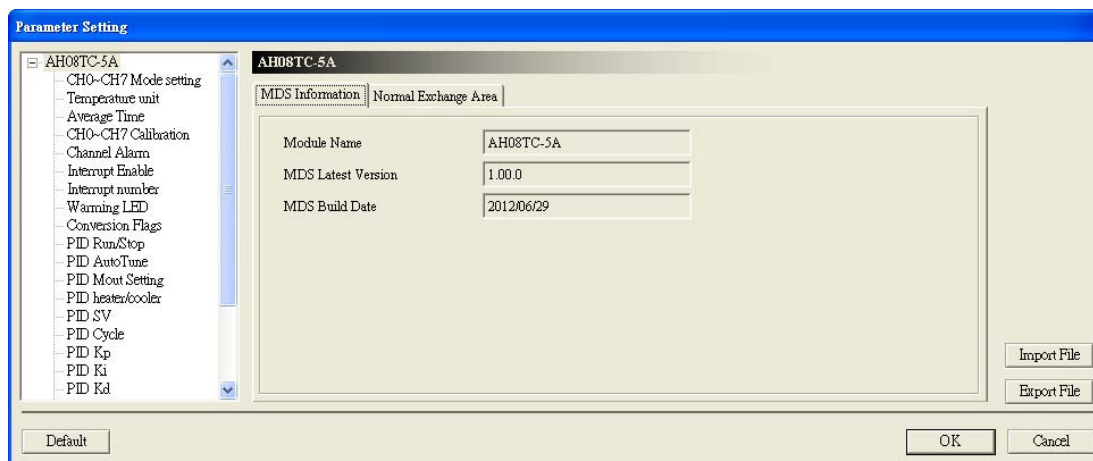 Parameter Setting
AH08TC-5A
CH0~CH7 Mode setting
Temperature unit
Average Time
CH0~CH7 Calibration
Channel Alarm
Interrupt Enable
Interrupt number
Warming LED
Conversion Flags
PID Run/Stop
PID AutoTune
PID Mout Setting
PID heater/cooler
PID SV
PID Cycle
PID Kp
PID Ki
PID Kd
AH08TC-5A
MDS Information
Normal Exchange Area
Module Name
AH08TC-5A
MDS Latest Version
1.00.0
MDS Build Date
2012/06/29
Import File
Export File
Default
OK
Cancel